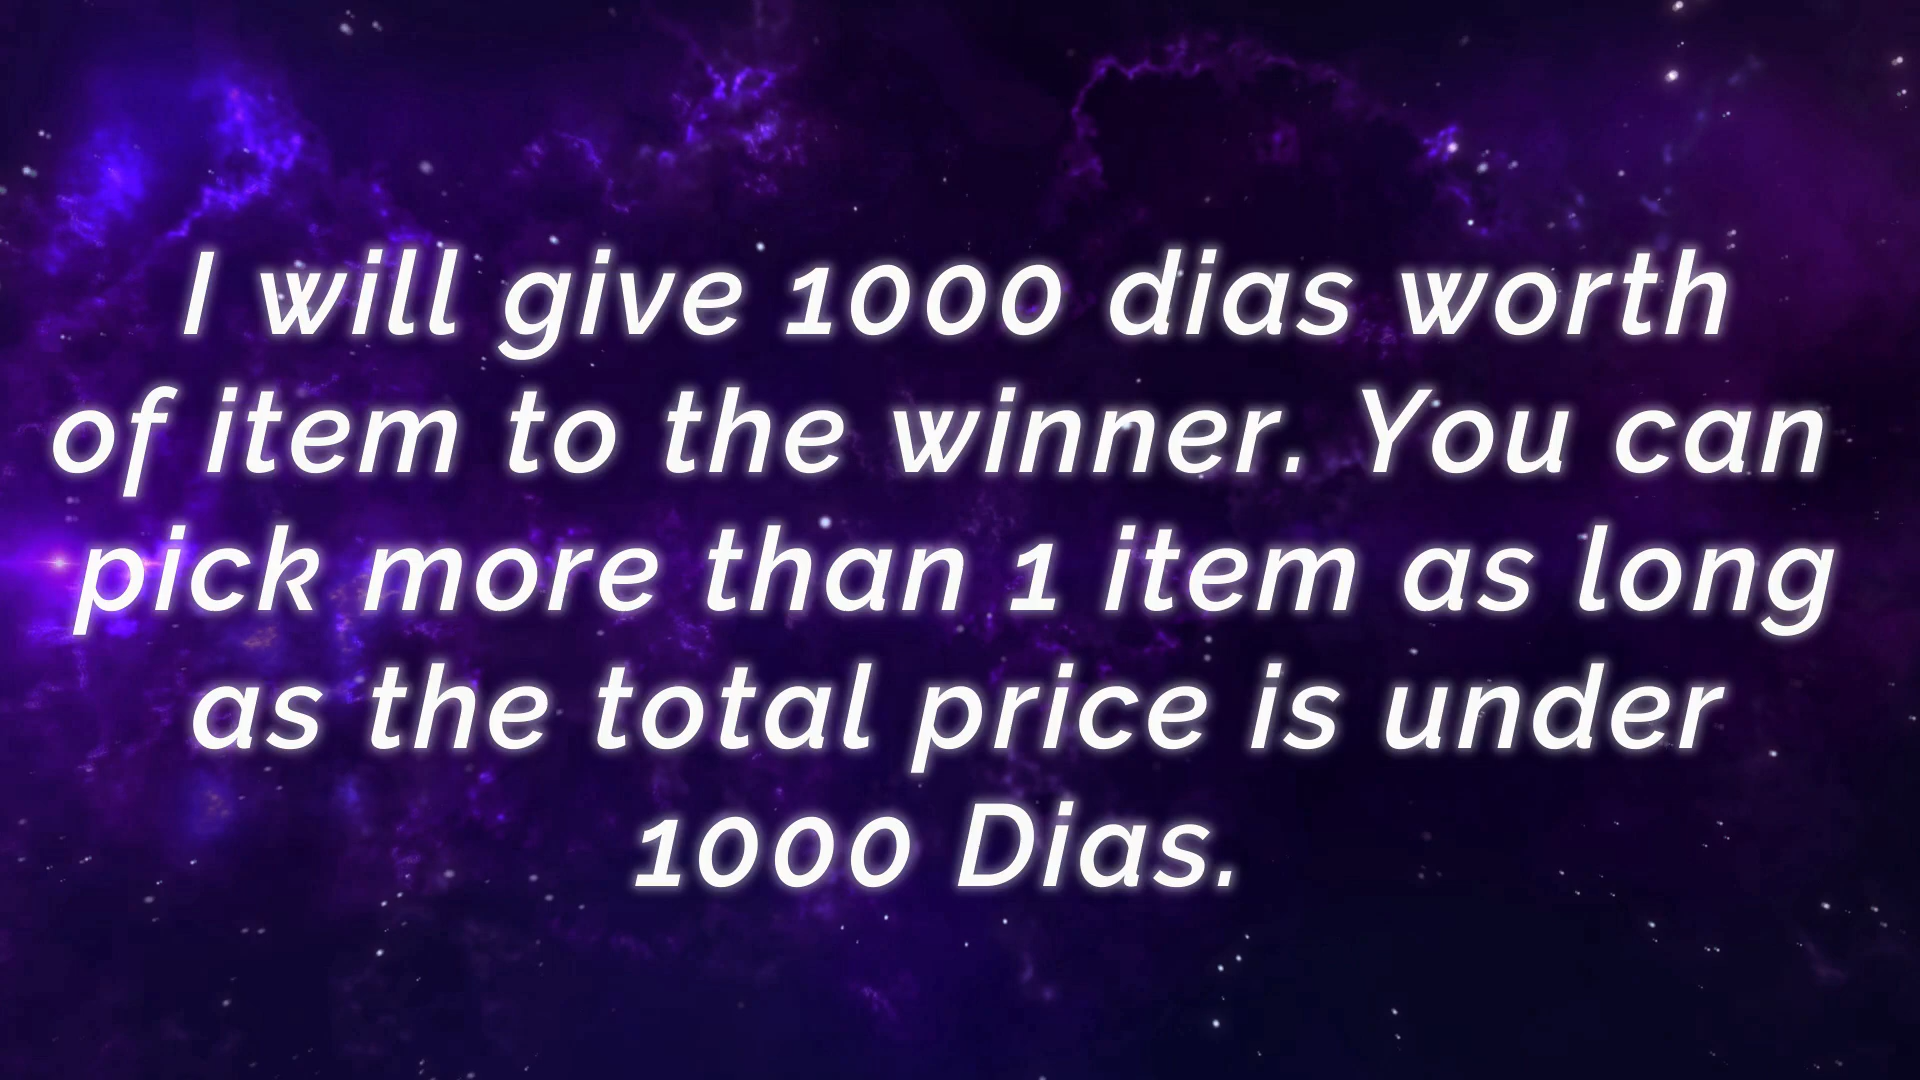 I will give 1000 dias worth
of item to the winner. You can
pick more than 1 item as long
as the total price is under
1000 Dias.